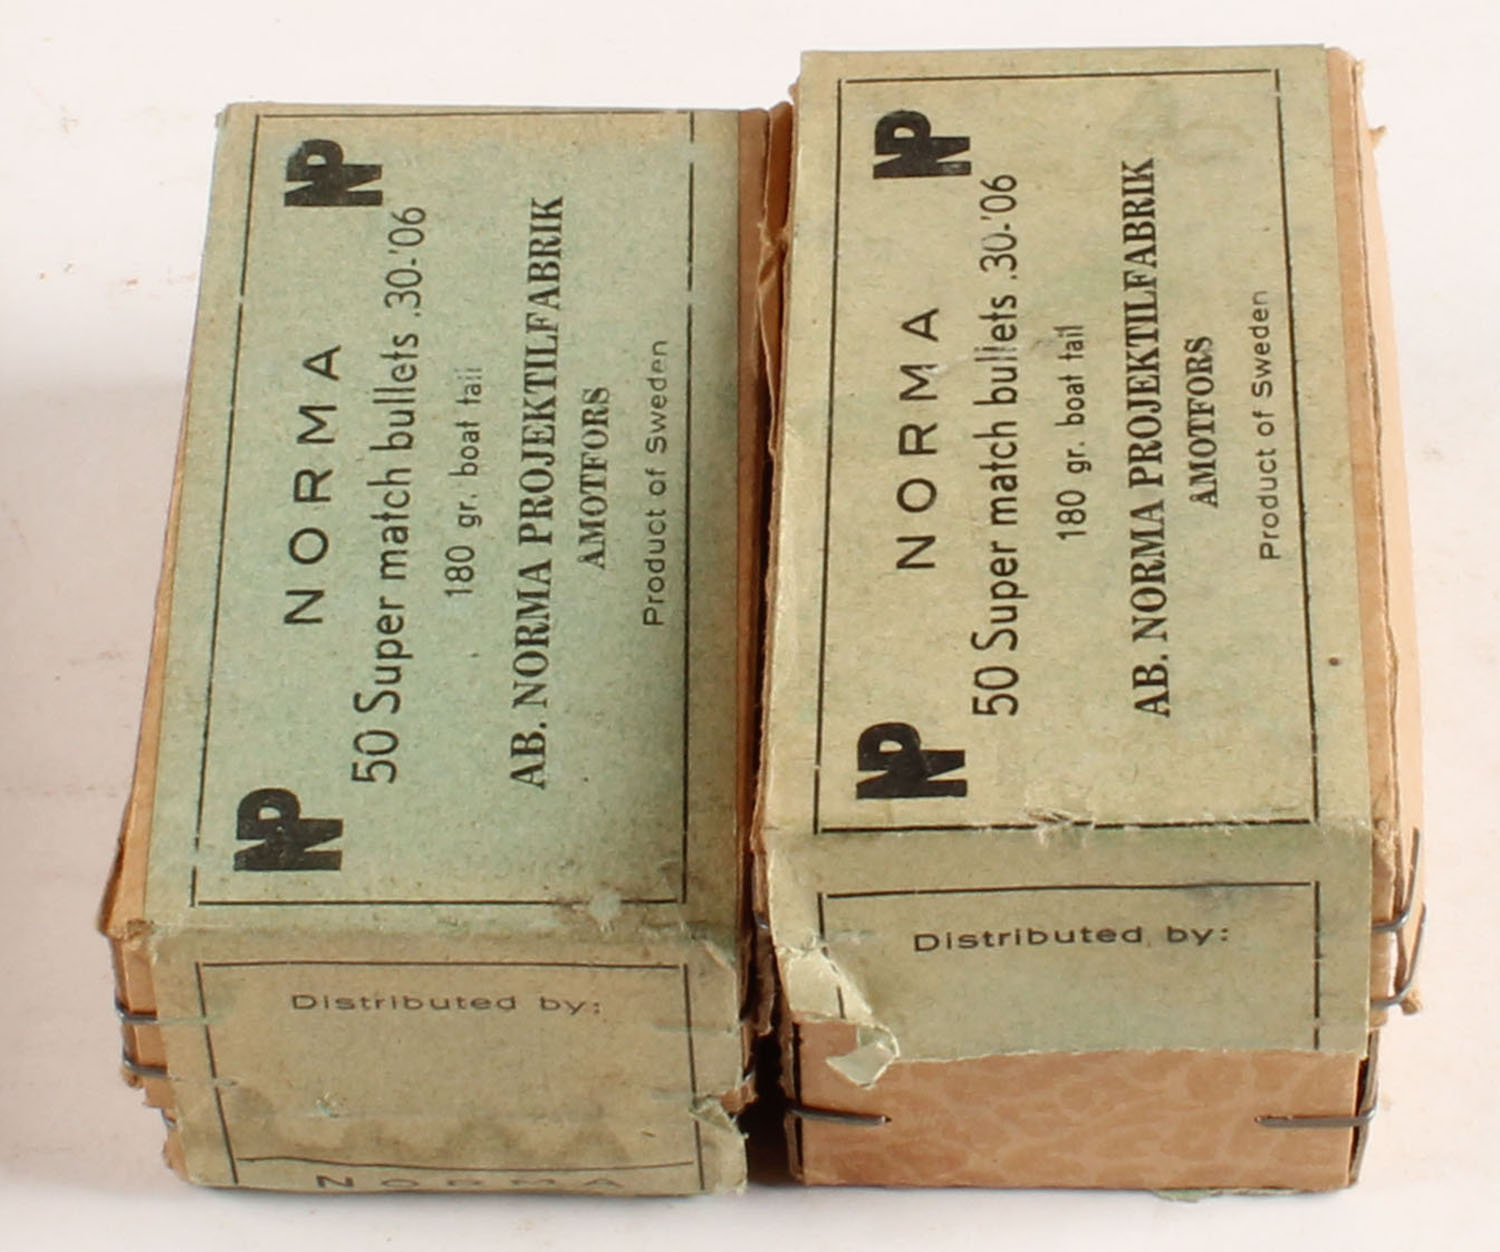 NP NORMA NP
50 Super match bullets .30-'06
180 gr. boat tail
AB. NORMA PROJEKTILFABRIK
ÅMOTFORS
Product of Sweden
Distributed by:
NORMA
NP NORMA NP
50 Super match bullets .30-'06
180 gr. boat tail
AB. NORMA PROJEKTILFABRIK
ÅMOTFORS
Product of Sweden
Distributed by: